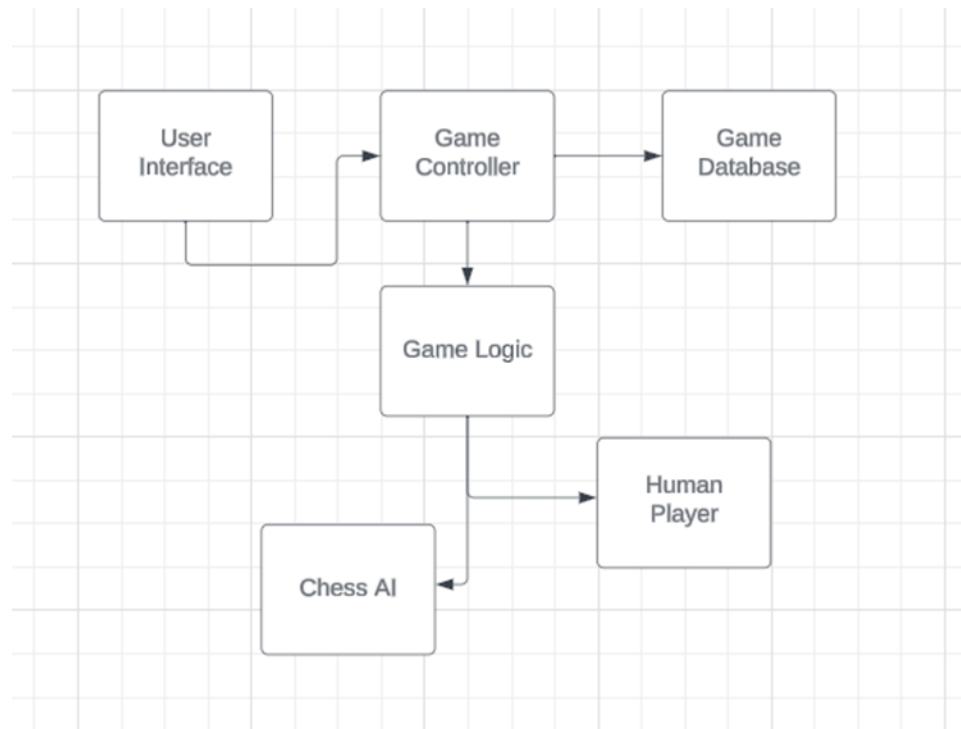 User
Interface
Game
Controller
Game
Database
Game Logic
Human
Player
Chess AI